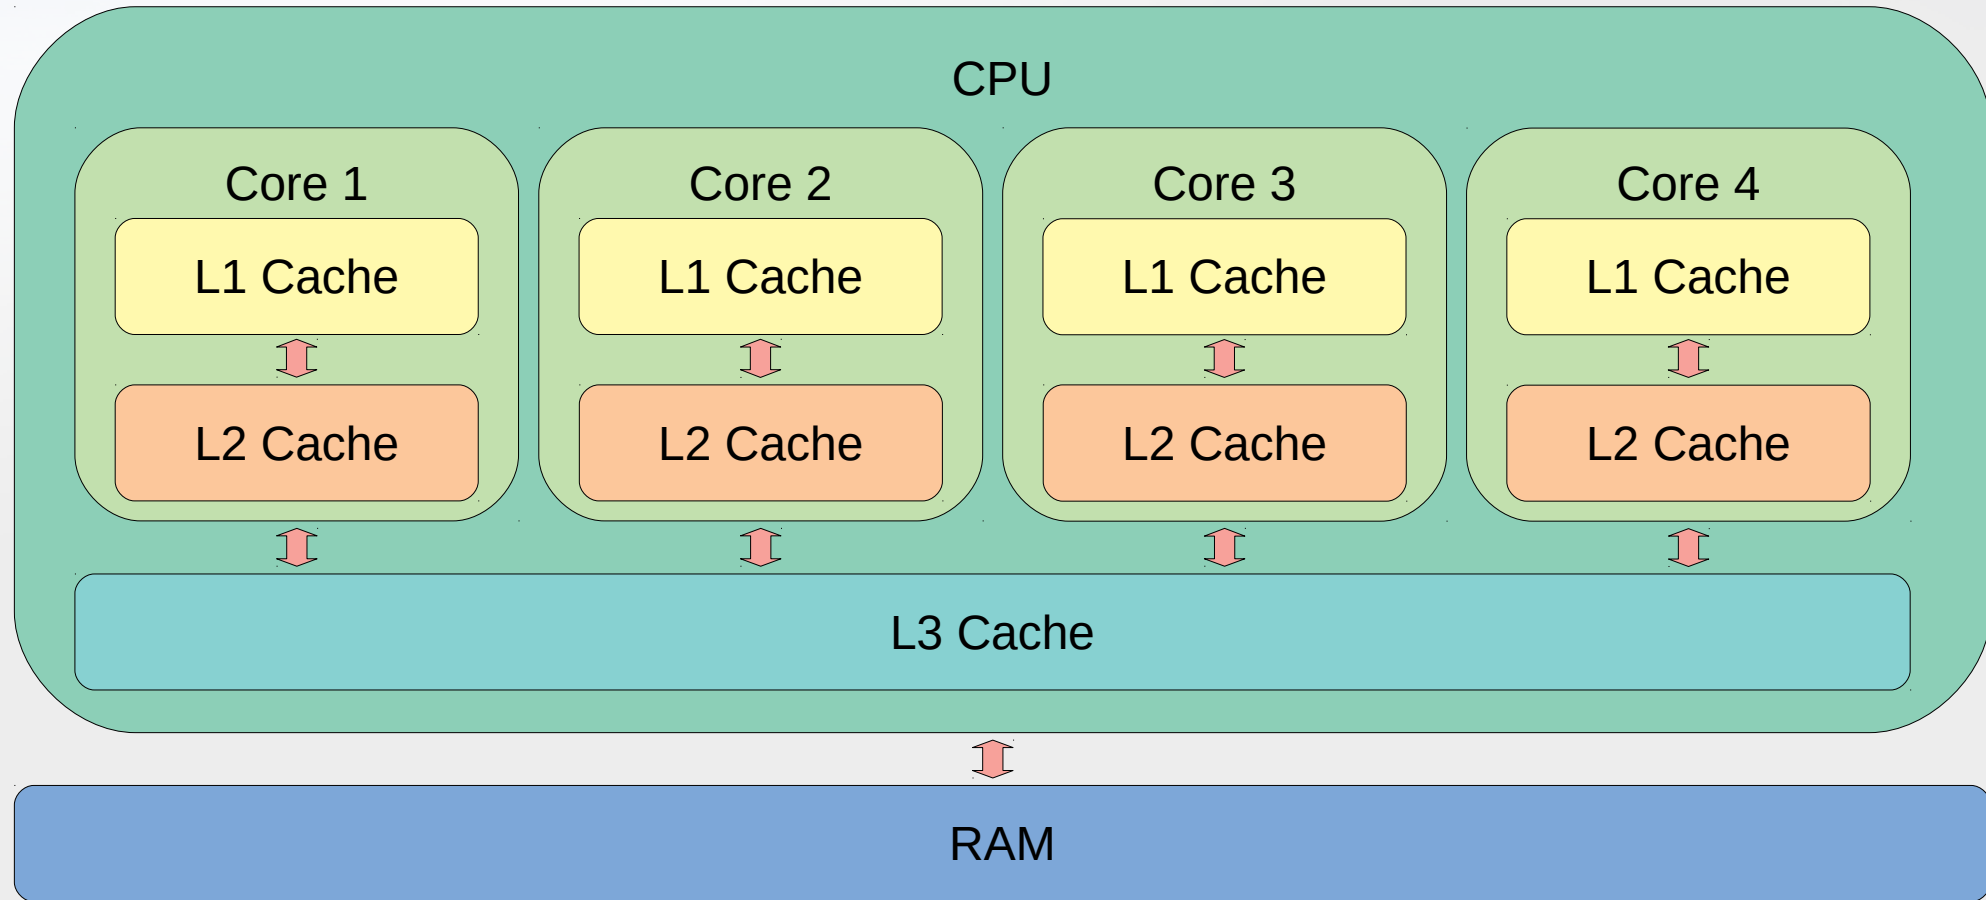 CPU
Core 1
Core 2
Core 3
Core 4
L1 Cache
L1 Cache
L1 Cache
L1 Cache
L2 Cache
L2 Cache
L2 Cache
L2 Cache
L3 Cache
RAM